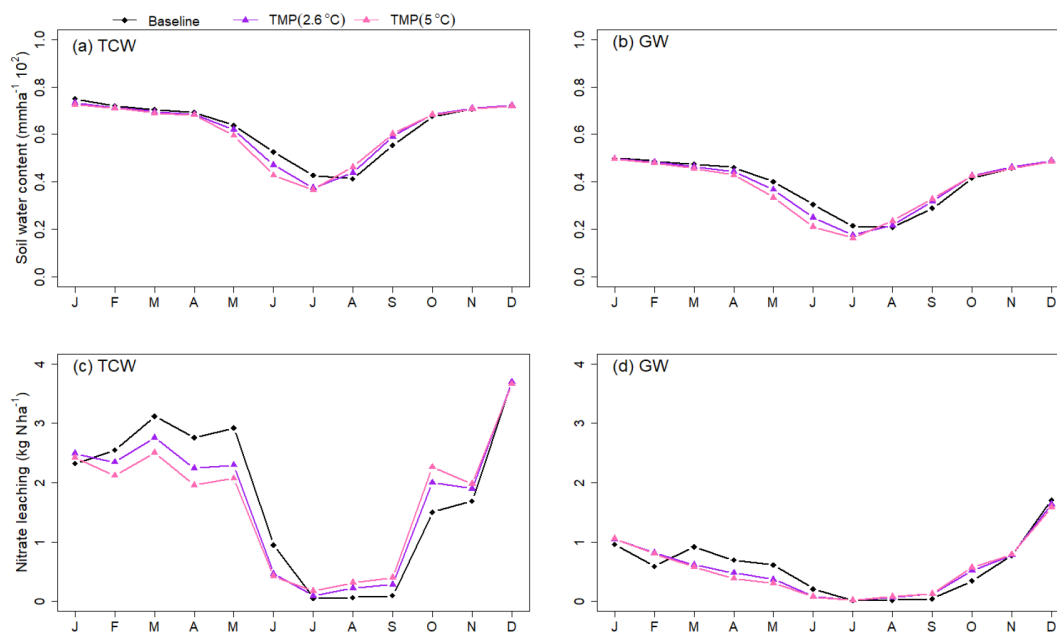 Baseline TMP(2.6 °C) TMP(5 °C)
(a) TCW
(b) GW
Soil water content (mmha⁻¹ 10²)
1.0
0.8
0.6
0.4
0.2
0.0
J F M A M J J A S O N D
1.0
0.8
0.6
0.4
0.2
0.0
J F M A M J J A S O N D
(c) TCW
(d) GW
Nitrate leaching (kg N ha⁻¹)
4
3
2
1
0
J F M A M J J A S O N D
4
3
2
1
0
J F M A M J J A S O N D